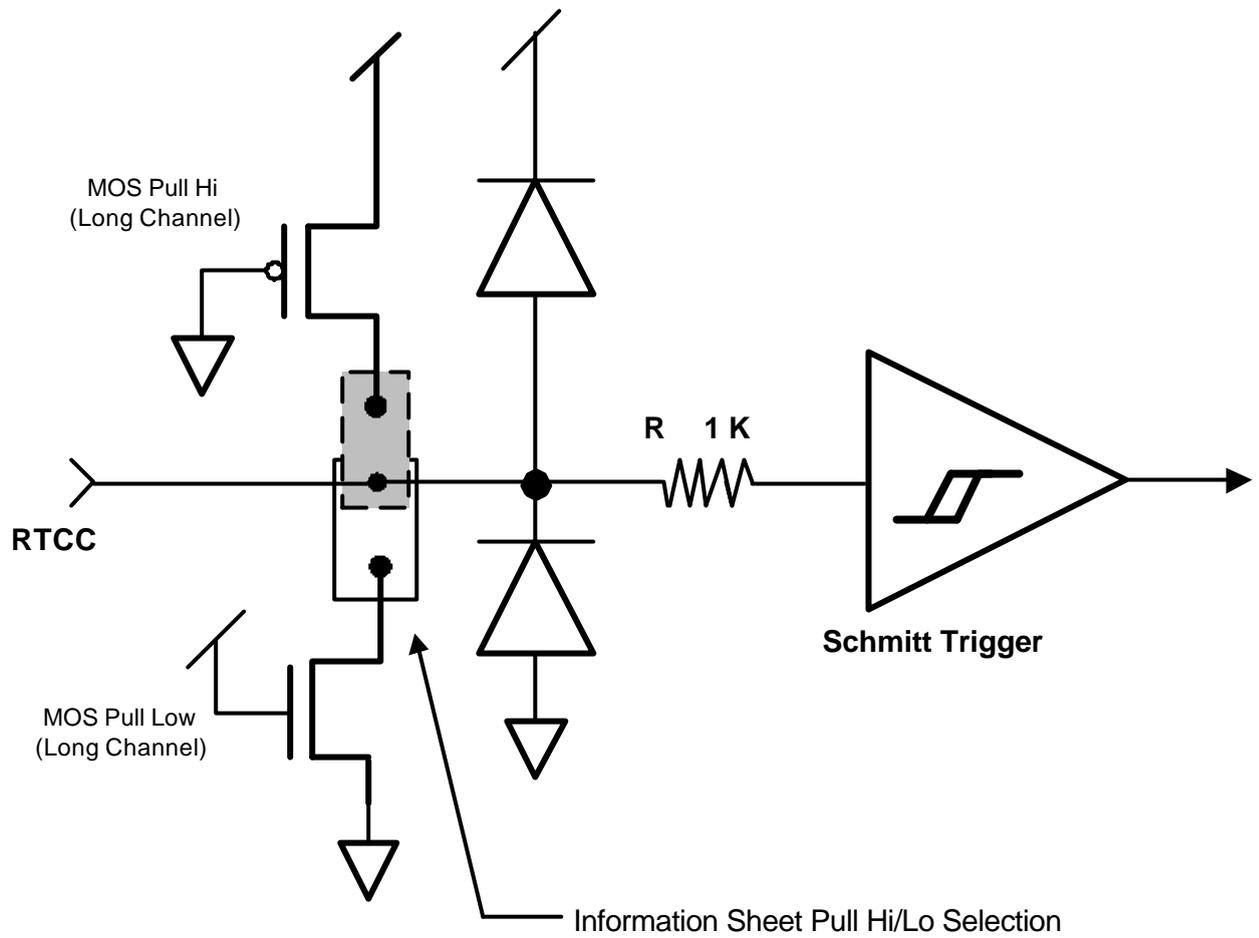 MOS Pull Hi
(Long Channel)
R 1 K
RTCC
Schmitt Trigger
MOS Pull Low
(Long Channel)
Information Sheet Pull Hi/Lo Selection